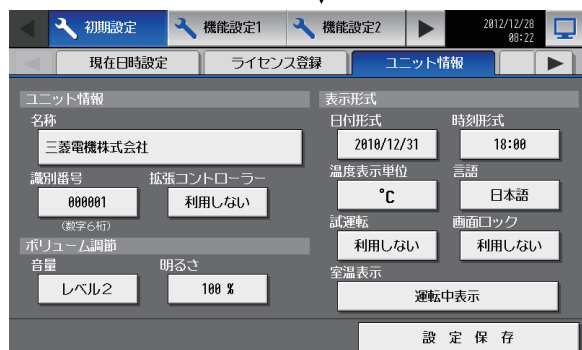 初期設定
機能設定1
機能設定2
2012/12/28
08:22
現在日時設定
ライセンス登録
ユニット情報
ユニット情報
名称
三菱電機株式会社
識別番号
拡張コントローラー
000001
利用しない
(数字6桁)
ボリューム調節
音量
明るさ
レベル2
100 %
表示形式
日付形式
時刻形式
2010/12/31
18:00
温度表示単位
言語
℃
日本語
試運転
画面ロック
利用しない
利用しない
室温表示
運転中表示
設 定 保 存